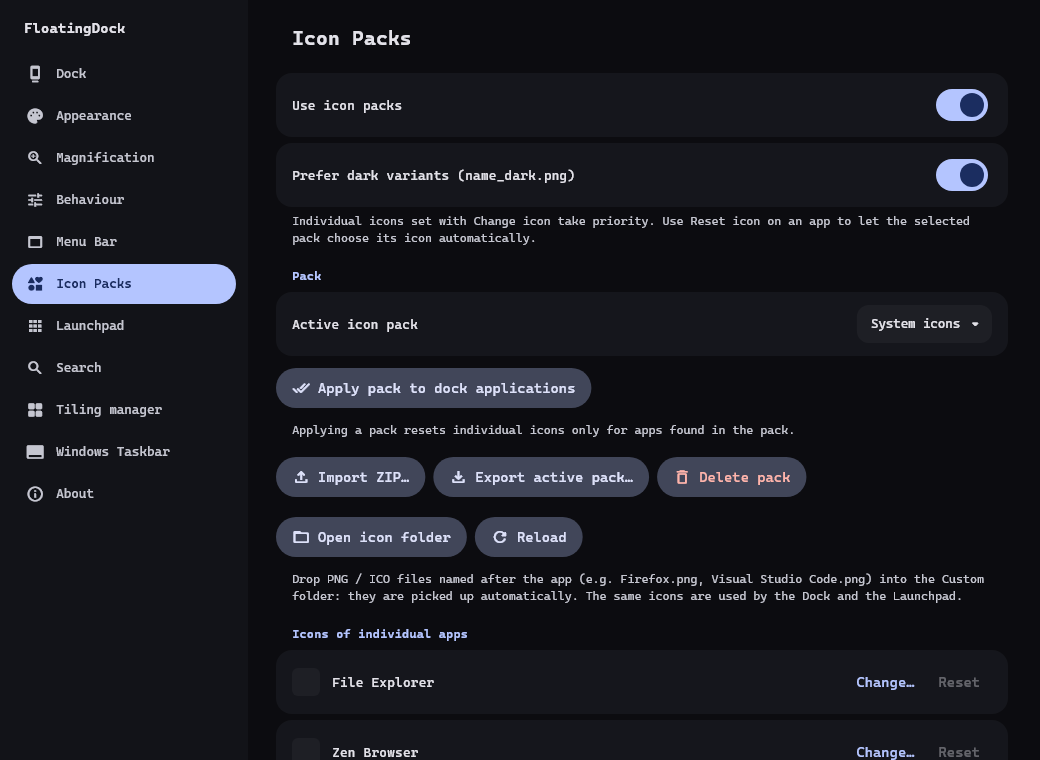 FloatingDock
Dock
Appearance
Magnification
Behaviour
Menu Bar
Icon Packs
Launchpad
Search
Tiling manager
Windows Taskbar
About
Icon Packs
Use icon packs
Prefer dark variants (name_dark.png)
Individual icons set with Change icon take priority. Use Reset icon on an app to let the selected
pack choose its icon automatically.
Pack
Active icon pack
System icons
Apply pack to dock applications
Applying a pack resets individual icons only for apps found in the pack.
Import ZIP… Export active pack… Delete pack
Open icon folder Reload
Drop PNG / ICO files named after the app (e.g. Firefox.png, Visual Studio Code.png) into the Custom
folder: they are picked up automatically. The same icons are used by the Dock and the Launchpad.
Icons of individual apps
File Explorer Change… Reset
Zen Browser Change… Reset